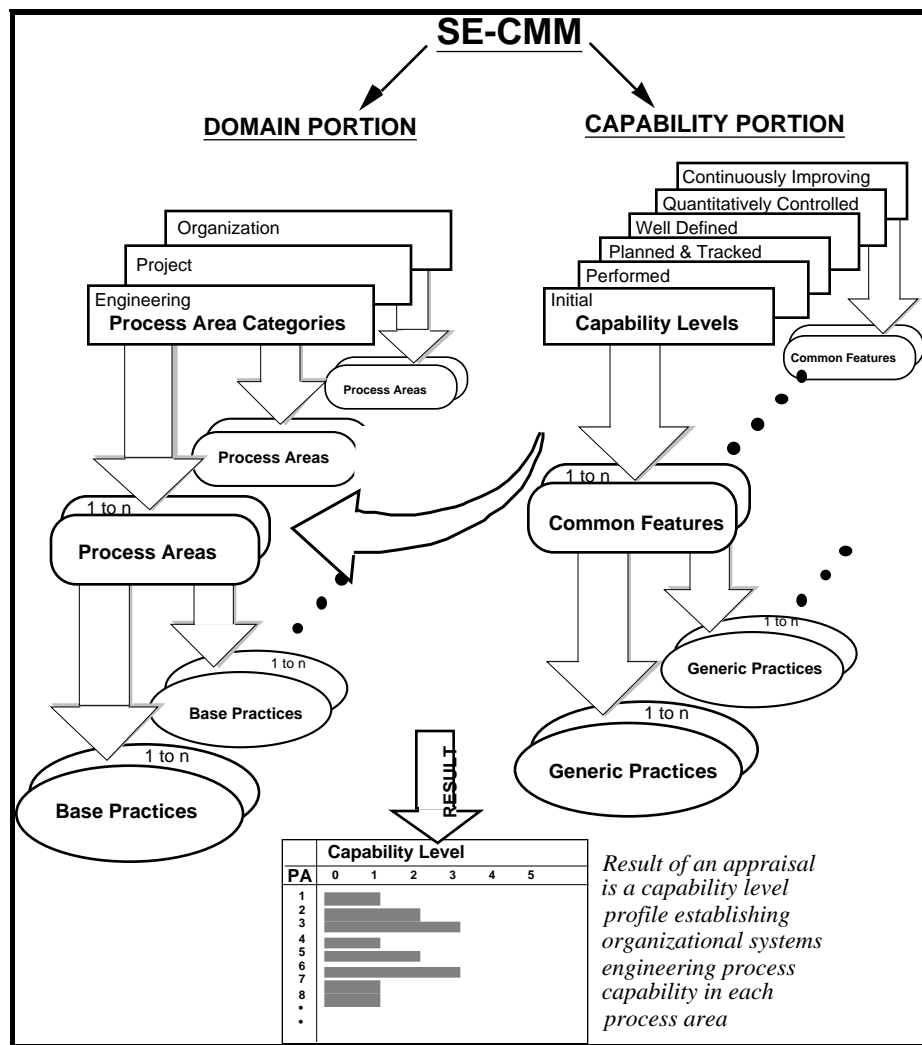 SE-CMM
DOMAIN PORTION
CAPABILITY PORTION
Organization
Project
Engineering
Process Area Categories
Process Areas
Process Areas
1 to n
Process Areas
1 to n
Base Practices
1 to n
Base Practices
Continuously Improving
Quantitatively Controlled
Well Defined
Planned & Tracked
Performed
Initial
Capability Levels
Common Features
1 to n
Common Features
1 to n
Generic Practices
1 to n
Generic Practices
RESULT
Capability Level
PA 0 1 2 3 4 5
1
2
3
4
5
6
7
8
Result of an appraisal
is a capability level
profile establishing
organizational systems
engineering process
capability in each
process area